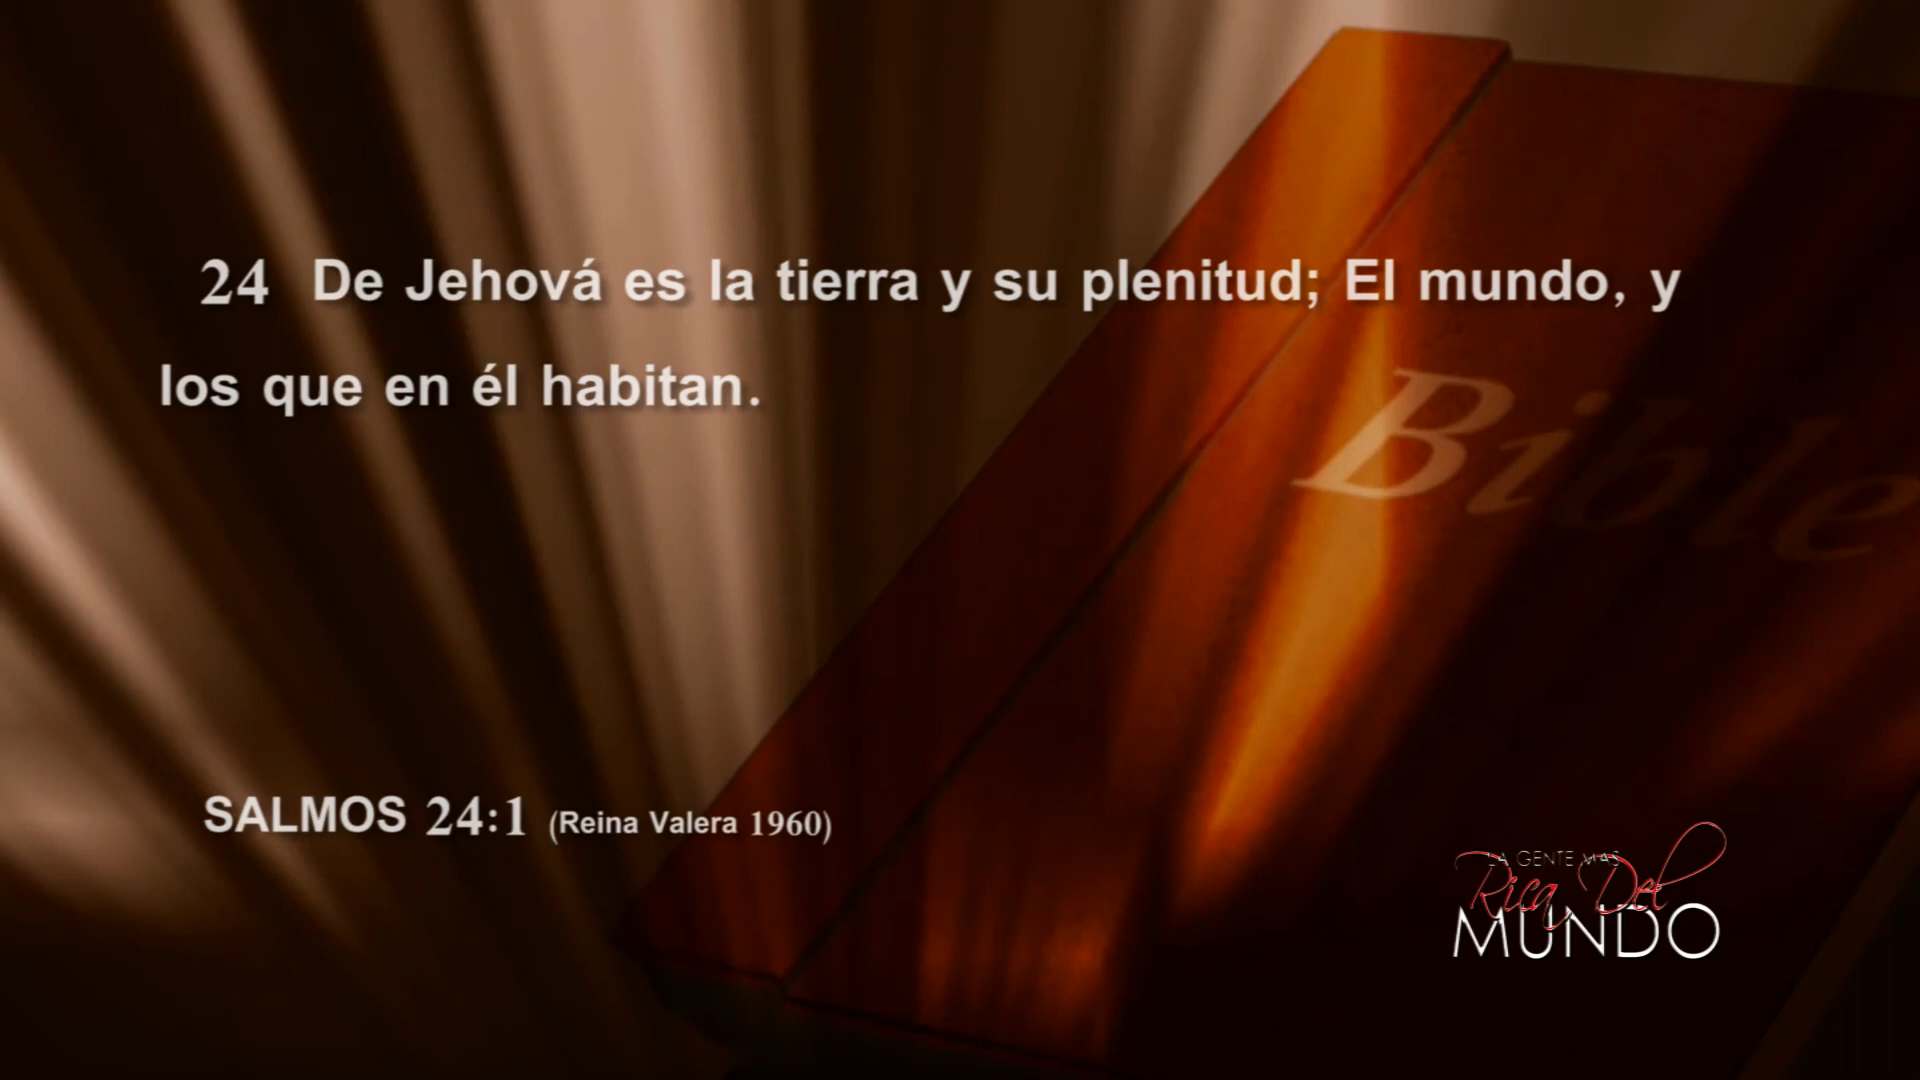 24 De Jehová es la tierra y su plenitud; El mundo, y
los que en él habitan.
Bible
SALMOS 24:1 (Reina Valera 1960)
LA GENTE MAS
Rica Del
MUNDO